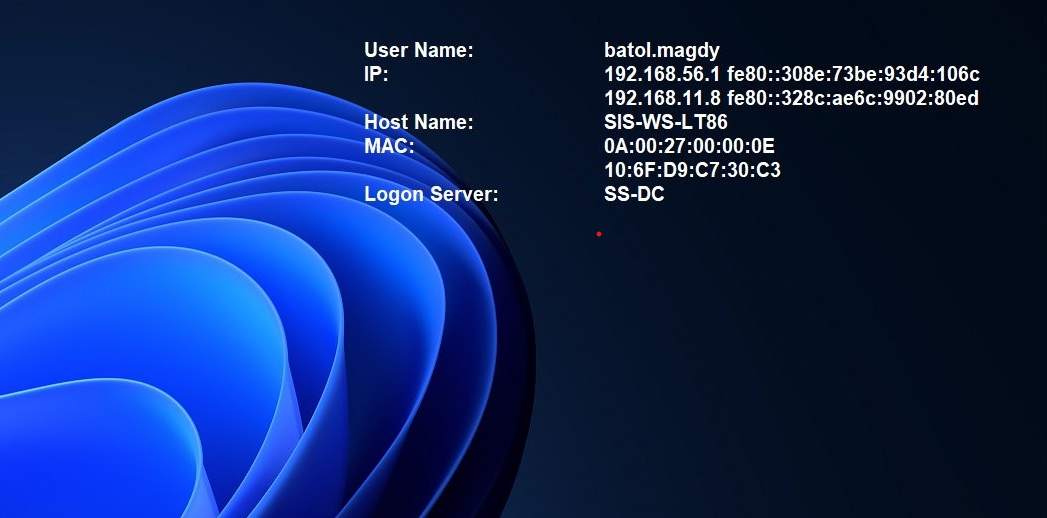 User Name: batol.magdy
IP: 192.168.56.1 fe80::308e:73be:93d4:106c
192.168.11.8 fe80::328c:ae6c:9902:80ed
Host Name: SIS-WS-LT86
MAC: 0A:00:27:00:00:0E
10:6F:D9:C7:30:C3
Logon Server: SS-DC